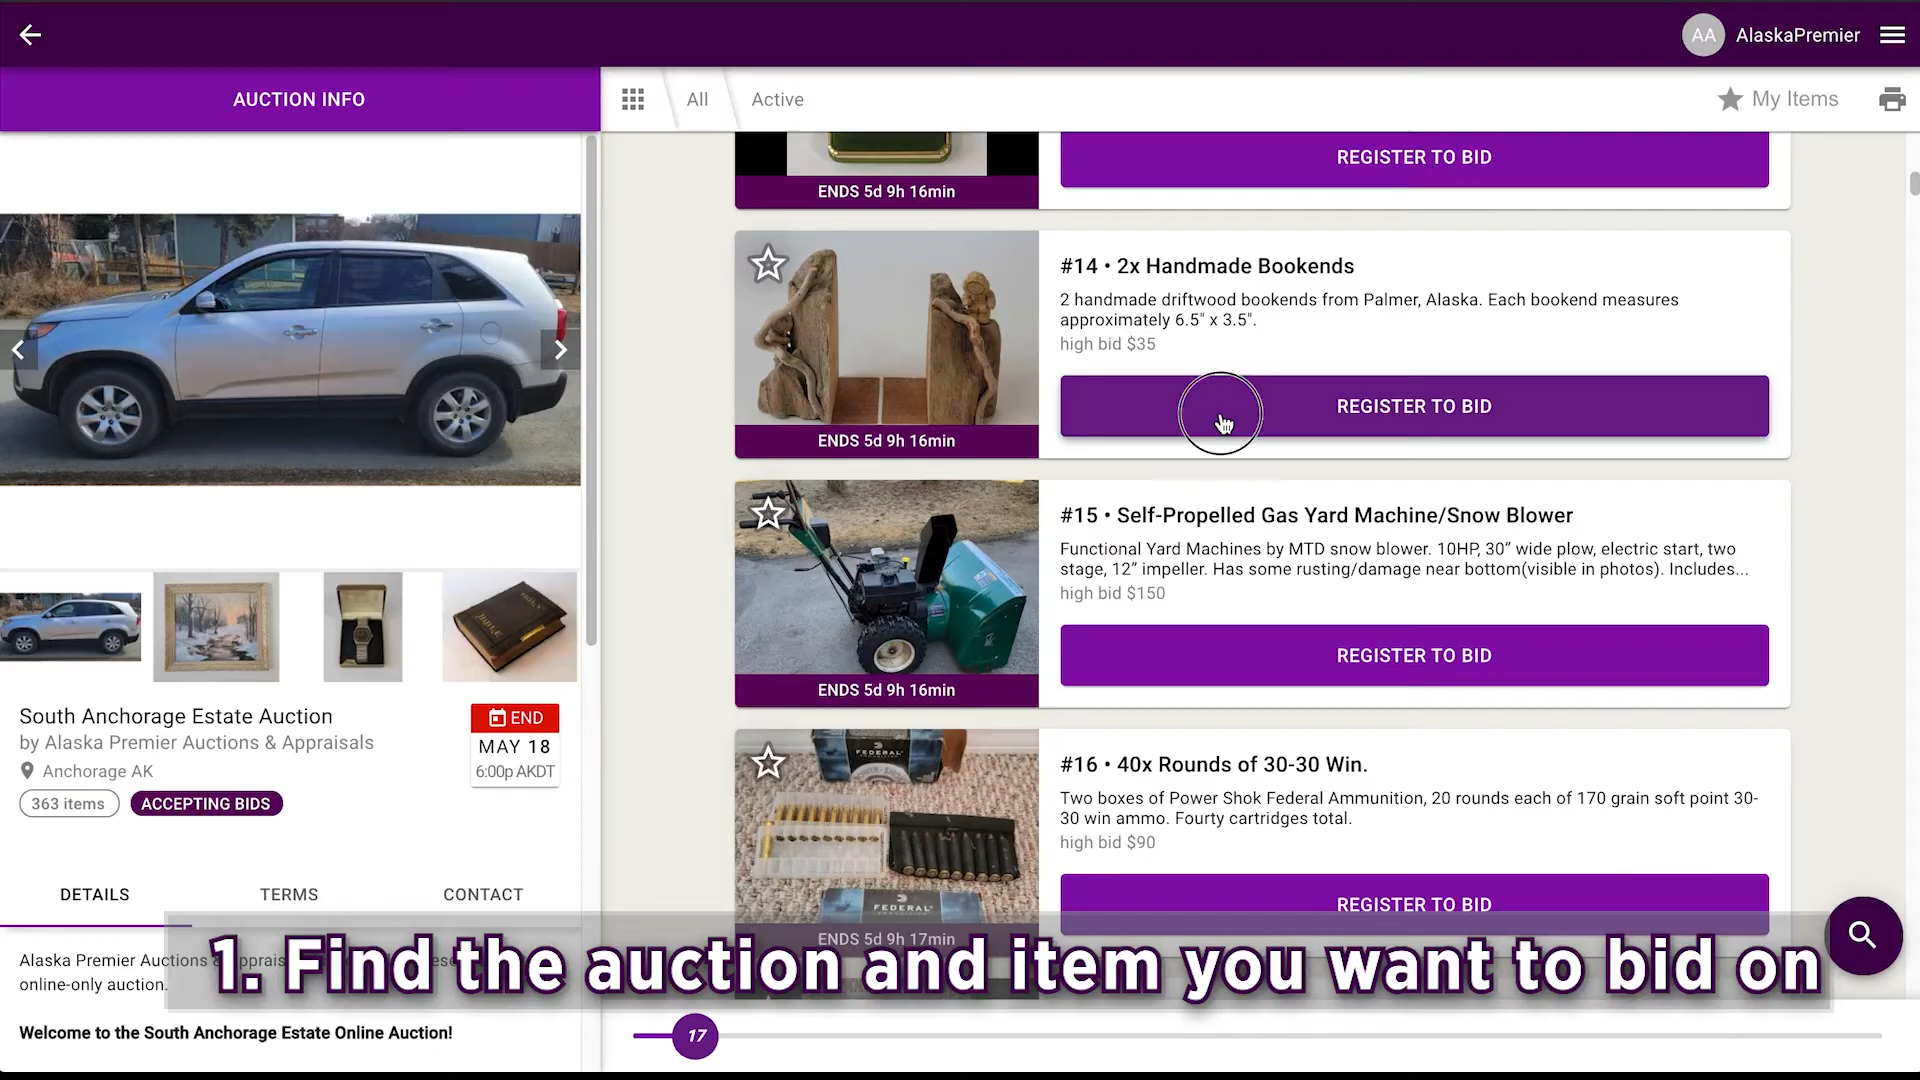 AA AlaskaPremier
AUCTION INFO
All
Active
My Items
REGISTER TO BID
ENDS 5d 9h 16min
#14 • 2x Handmade Bookends
2 handmade driftwood bookends from Palmer, Alaska. Each bookend measures
approximately 6.5" x 3.5".
high bid $35
REGISTER TO BID
ENDS 5d 9h 16min
#15 • Self-Propelled Gas Yard Machine/Snow Blower
Functional Yard Machines by MTD snow blower. 10HP, 30” wide plow, electric start, two
stage, 12” impeller. Has some rusting/damage near bottom(visible in photos). Includes...
high bid $150
REGISTER TO BID
ENDS 5d 9h 16min
FEDERAL
#16 • 40x Rounds of 30-30 Win.
Two boxes of Power Shok Federal Ammunition, 20 rounds each of 170 grain soft point 30-
30 win ammo. Fourty cartridges total.
high bid $90
REGISTER TO BID
FEDERAL
ENDS 5d 9h 17min
HOLY
BIBLE
South Anchorage Estate Auction
by Alaska Premier Auctions & Appraisals
Anchorage AK
363 items
ACCEPTING BIDS
END
MAY 18
6:00p AKDT
DETAILS
TERMS
CONTACT
Alaska Premier Auctions
online-only auction.
Welcome to the South Anchorage Estate Online Auction!
1. Find the auction and item you want to bid on
17